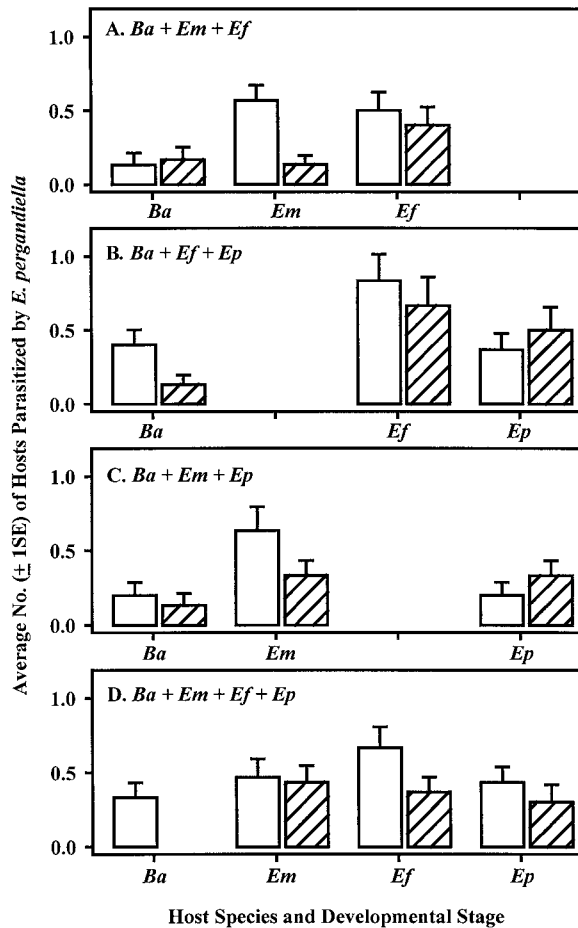 Average No. (± 1SE) of Hosts Parasitized by E. pergandiella
A. Ba + Em + Ef
1.0
0.5
0.0
Ba Em Ef
B. Ba + Ef + Ep
1.0
0.5
0.0
Ba Ef Ep
C. Ba + Em + Ep
1.0
0.5
0.0
Ba Em Ep
D. Ba + Em + Ef + Ep
1.0
0.5
0.0
Ba Em Ef Ep
Host Species and Developmental Stage